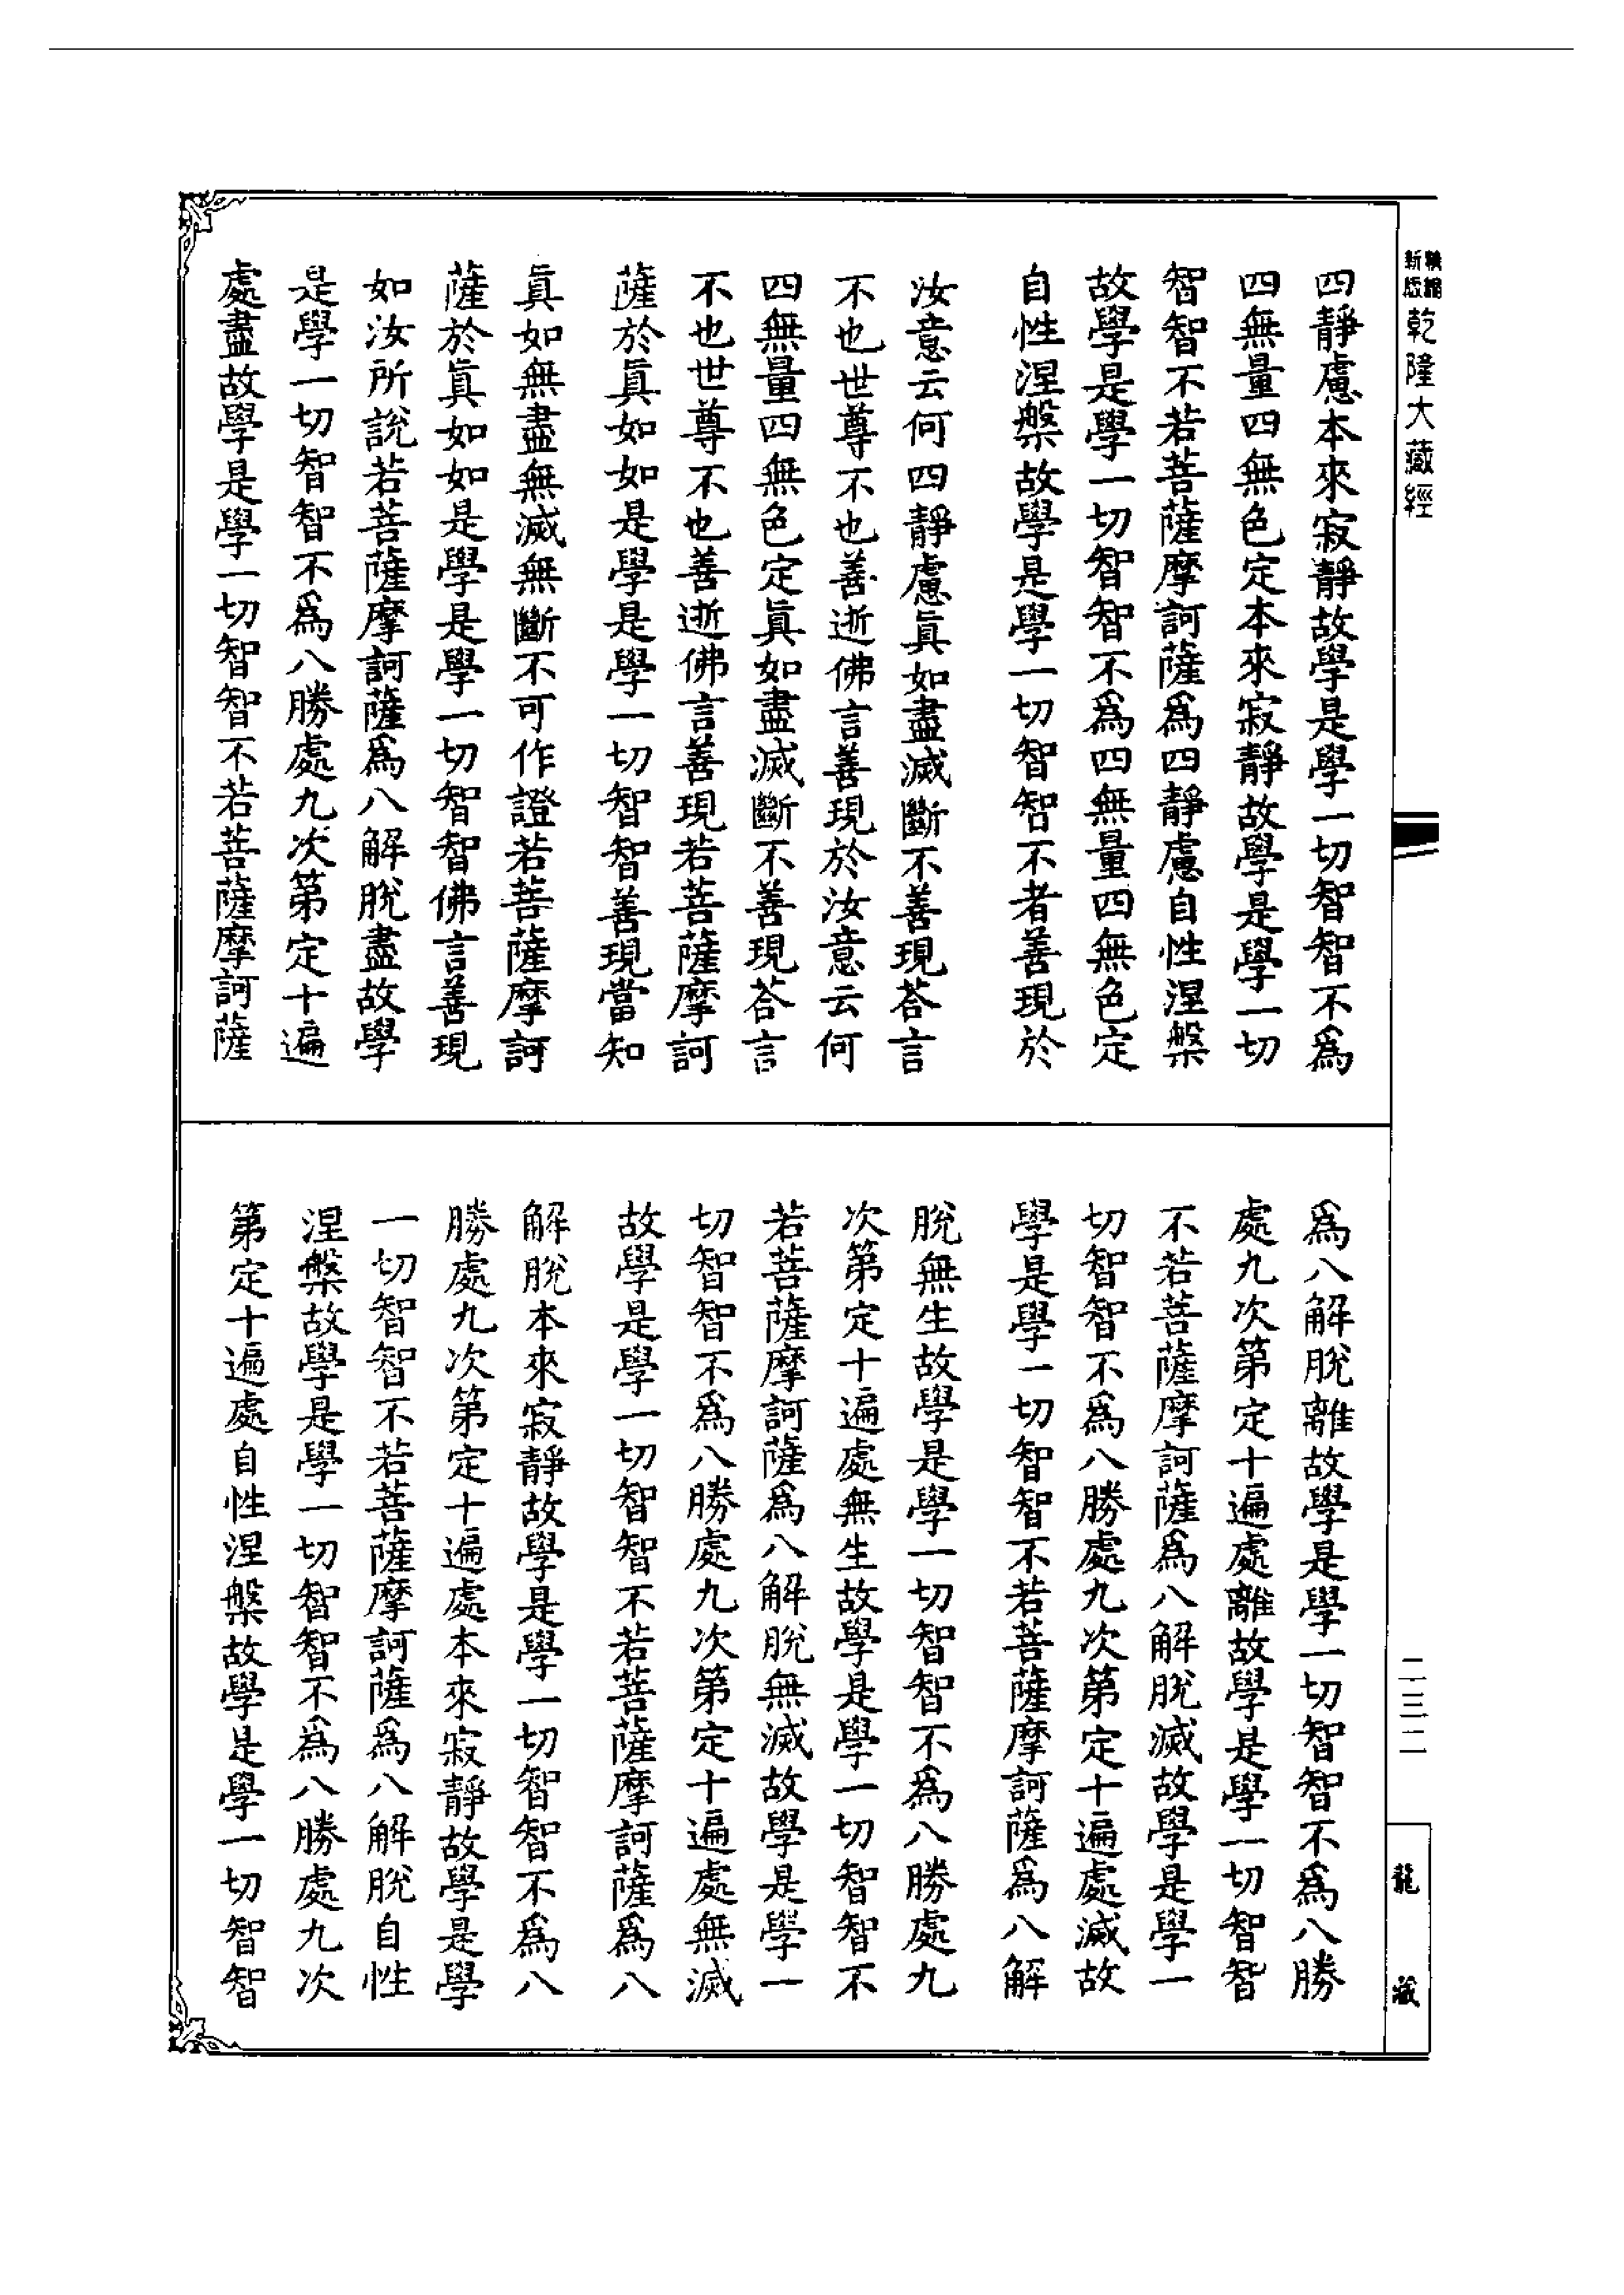 精縮
新版
乾隆大藏經
四靜慮本來寂靜故學是學一切智智不爲
四無量四無色定本來寂靜故學是學一切
智智不若菩薩摩訶薩爲四靜慮自性涅槃
故學是學一切智智不爲四無量四無色定
自性涅槃故學是學一切智智不者善現於
汝意云何四靜慮眞如盡滅斷不善現荅言
不也世尊不也善逝佛言善現於汝意云何
四無量四無色定眞如盡滅斷不善現荅言
不也世尊不也善逝佛言善現若菩薩摩訶
薩於眞如如是學是學一切智智善現當知
眞如無盡無滅無斷不可作證若菩薩摩訶
薩於眞如如是學是學一切智智佛言善現
如汝所說若菩薩摩訶薩爲八解脫盡故學
是學一切智智不爲八勝處九次第定十遍
處盡故學是學一切智智不若菩薩摩訶薩
爲八解脫離故學是學一切智智不爲八勝
處九次第定十遍處離故學是學一切智智
不若菩薩摩訶薩爲八解脫滅故學是學一
切智智不爲八勝處九次第定十遍處滅故
學是學一切智智不若菩薩摩訶薩爲八解
脫無生故學是學一切智智不爲八勝處九
次第定十遍處無生故學是學一切智智不
若菩薩摩訶薩爲八解脫無滅故學是學一
切智智不爲八勝處九次第定十遍處無滅
故學是學一切智智不若菩薩摩訶薩爲八
解脫本來寂靜故學是學一切智智不爲八
勝處九次第定十遍處本來寂靜故學是學
一切智智不若菩薩摩訶薩爲八解脫自性
涅槃故學是學一切智智不爲八勝處九次
第定十遍處自性涅槃故學是學一切智智
二三二
龍藏